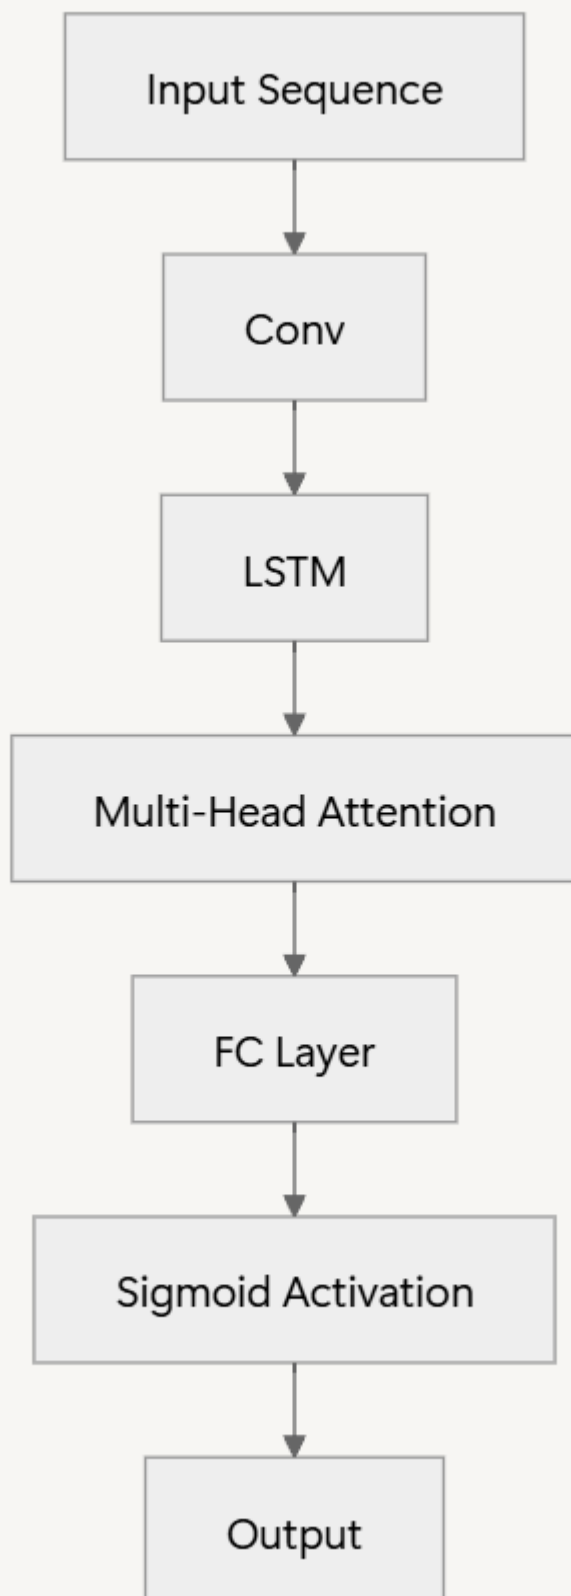 Input Sequence
Conv
LSTM
Multi-Head Attention
FC Layer
Sigmoid Activation
Output